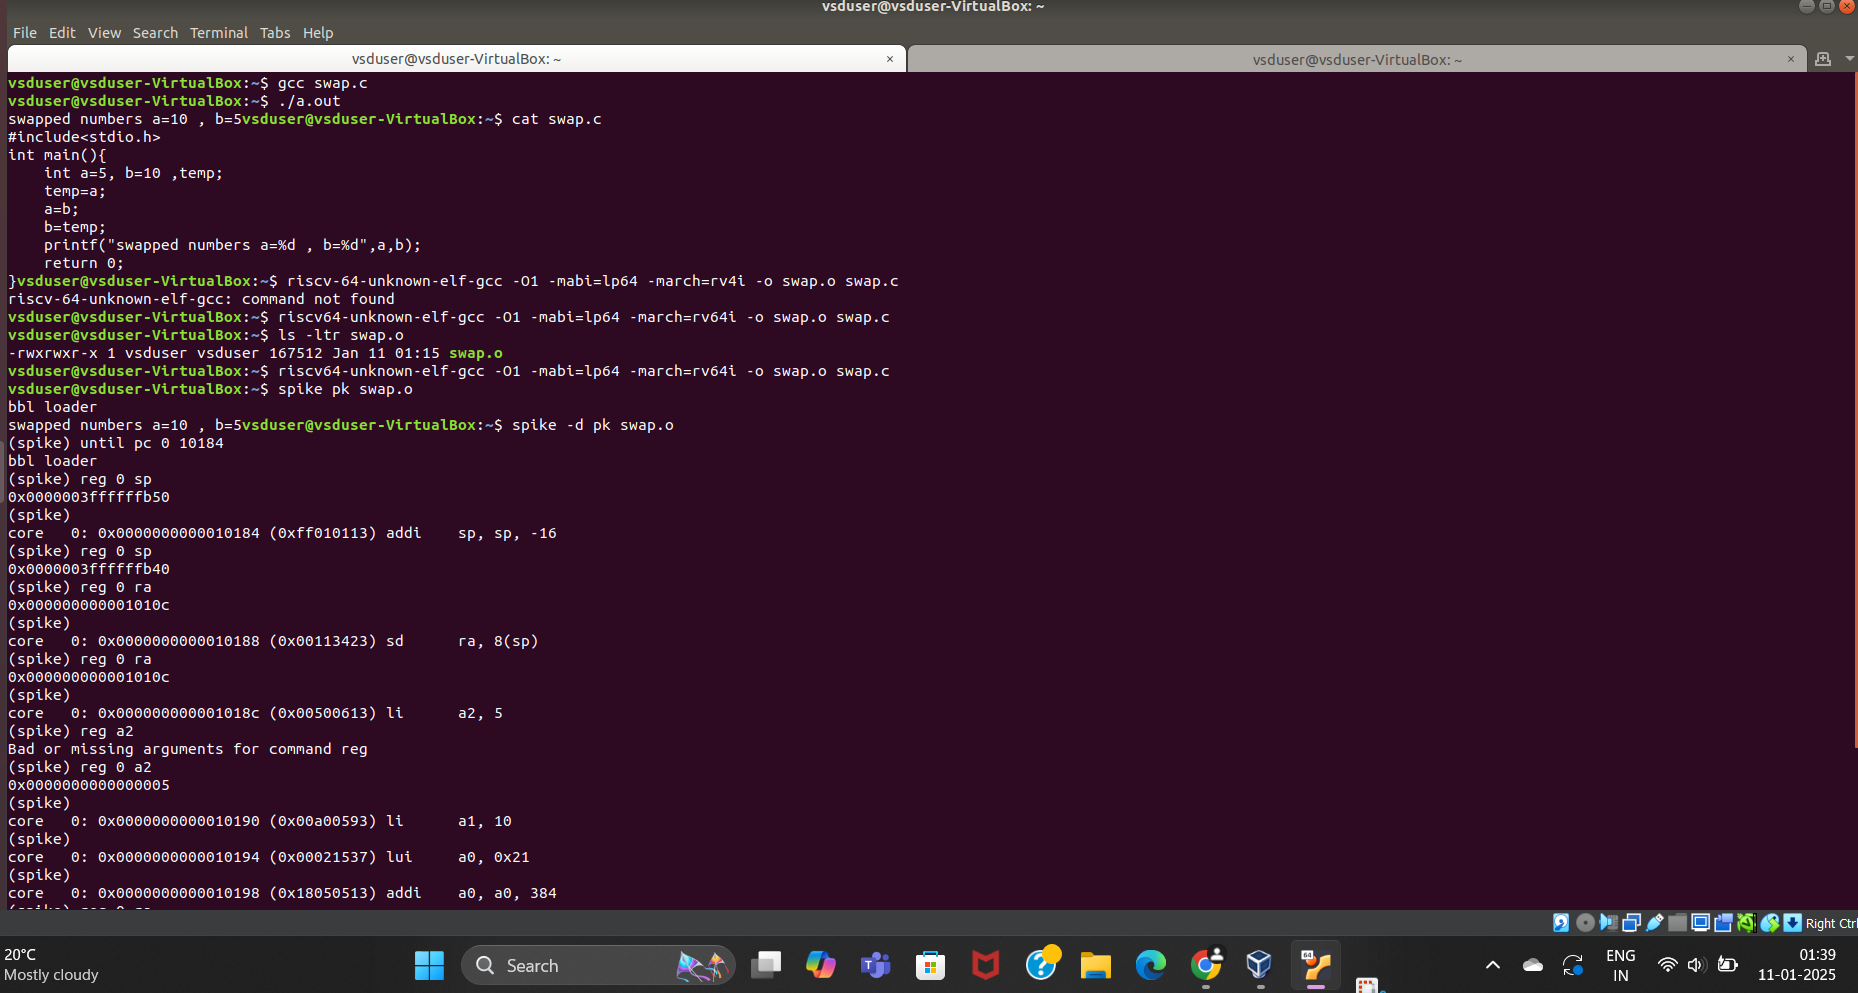 vsduser@vsduser-VirtualBox: ~
File Edit View Search Terminal Tabs Help
vsduser@vsduser-VirtualBox: ~ × vsduser@vsduser-VirtualBox: ~ ×
vsduser@vsduser-VirtualBox:~$ gcc swap.c
vsduser@vsduser-VirtualBox:~$ ./a.out
swapped numbers a=10 , b=5vsduser@vsduser-VirtualBox:~$ cat swap.c
#include<stdio.h>
int main(){
    int a=5, b=10 ,temp;
    temp=a;
    a=b;
    b=temp;
    printf("swapped numbers a=%d , b=%d",a,b);
    return 0;
}vsduser@vsduser-VirtualBox:~$ riscv-64-unknown-elf-gcc -O1 -mabi=lp64 -march=rv4i -o swap.o swap.c
riscv-64-unknown-elf-gcc: command not found
vsduser@vsduser-VirtualBox:~$ riscv64-unknown-elf-gcc -O1 -mabi=lp64 -march=rv64i -o swap.o swap.c
vsduser@vsduser-VirtualBox:~$ ls -ltr swap.o
-rwxrwxr-x 1 vsduser vsduser 167512 Jan 11 01:15 swap.o
vsduser@vsduser-VirtualBox:~$ riscv64-unknown-elf-gcc -O1 -mabi=lp64 -march=rv64i -o swap.o swap.c
vsduser@vsduser-VirtualBox:~$ spike pk swap.o
bbl loader
swapped numbers a=10 , b=5vsduser@vsduser-VirtualBox:~$ spike -d pk swap.o
(spike) until pc 0 10184
bbl loader
(spike) reg 0 sp
0x0000003ffffffb50
(spike)
core   0: 0x0000000000010184 (0xff010113) addi    sp, sp, -16
(spike) reg 0 sp
0x0000003ffffffb40
(spike) reg 0 ra
0x000000000001010c
(spike)
core   0: 0x0000000000010188 (0x00113423) sd      ra, 8(sp)
(spike) reg 0 ra
0x000000000001010c
(spike)
core   0: 0x000000000001018c (0x00500613) li      a2, 5
(spike) reg a2
Bad or missing arguments for command reg
(spike) reg 0 a2
0x0000000000000005
(spike)
core   0: 0x0000000000010190 (0x00a00593) li      a1, 10
(spike)
core   0: 0x0000000000010194 (0x00021537) lui     a0, 0x21
(spike)
core   0: 0x0000000000010198 (0x18050513) addi    a0, a0, 384
Right Ctrl
20°C
Mostly cloudy
Search
64
ENG
IN
01:39
11-01-2025